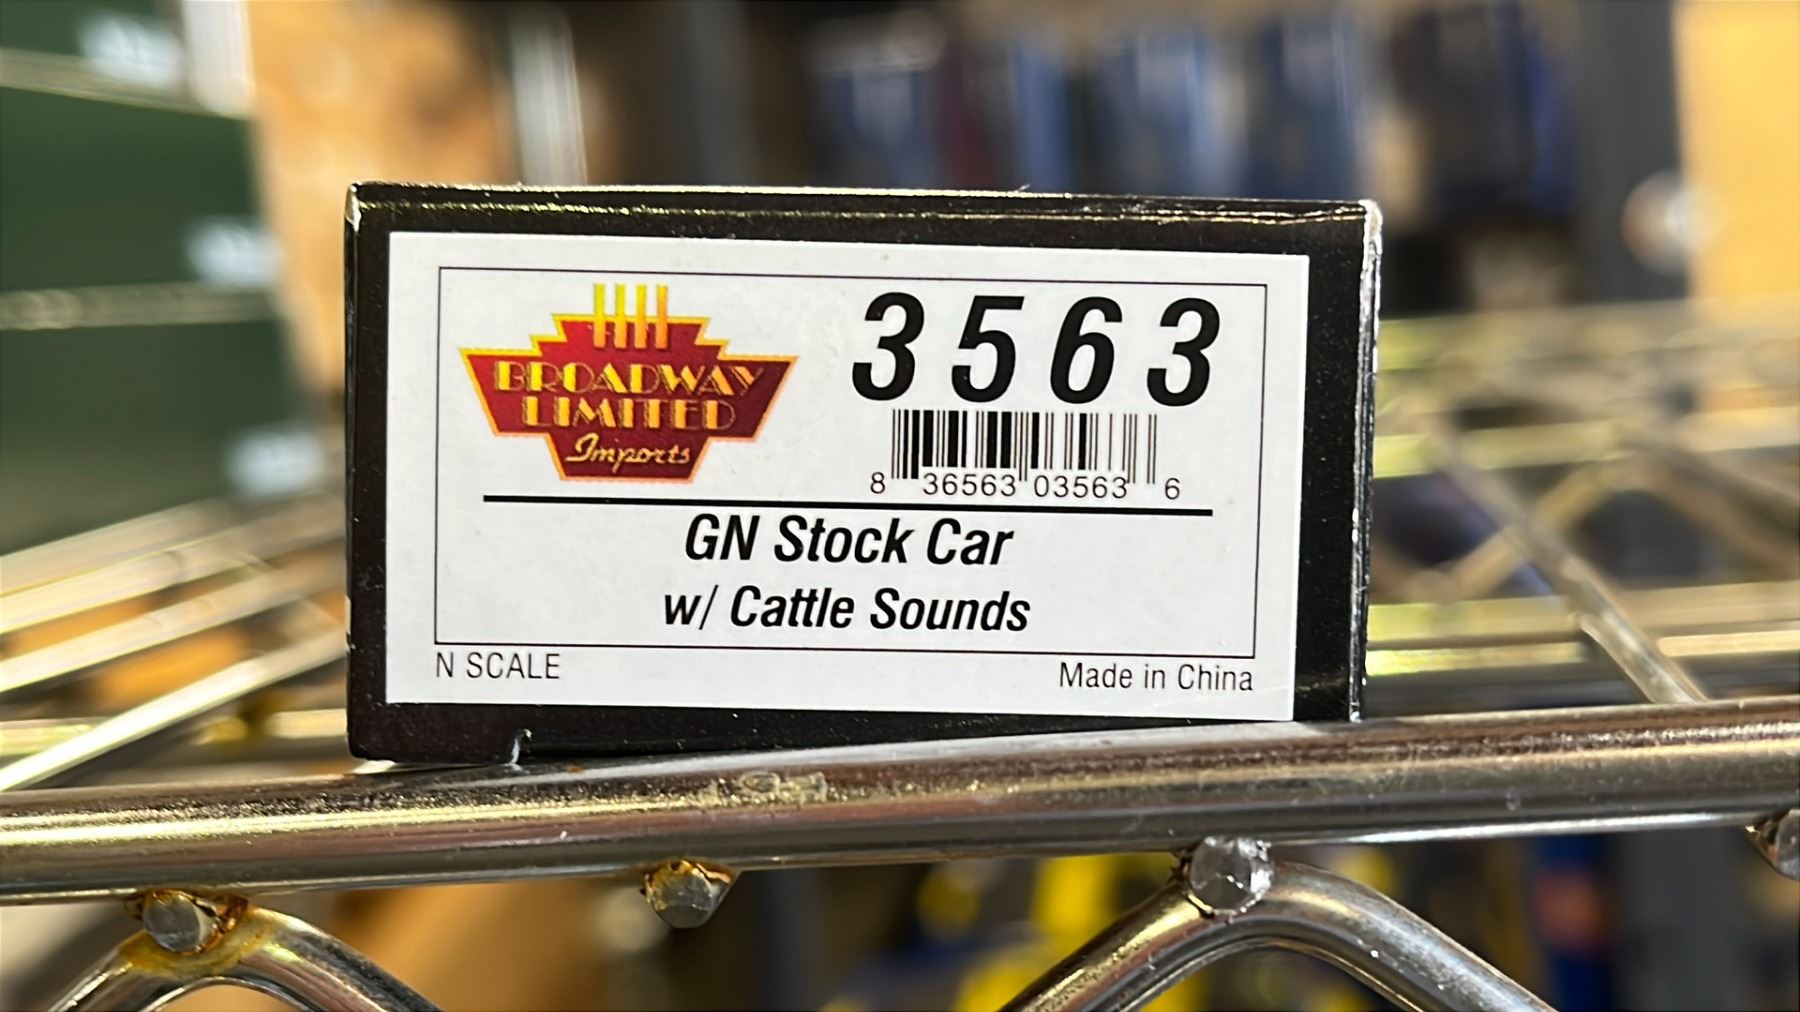 BROADWAY
LIMITED
Imports
3563
8 36563 03563 6
GN Stock Car
w/ Cattle Sounds
N SCALE
Made in China